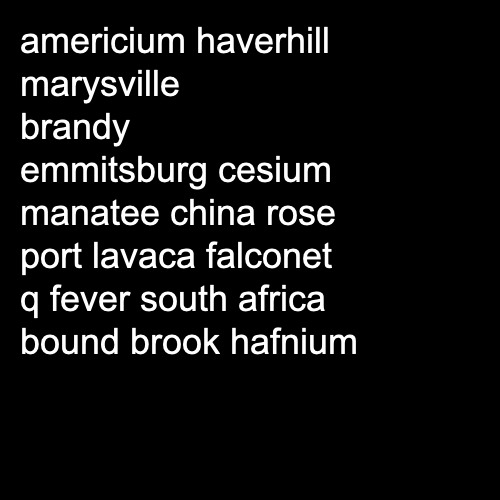 americium haverhill
marysville
brandy
emmitsburg cesium
manatee china rose
port lavaca falconet
q fever south africa
bound brook hafnium